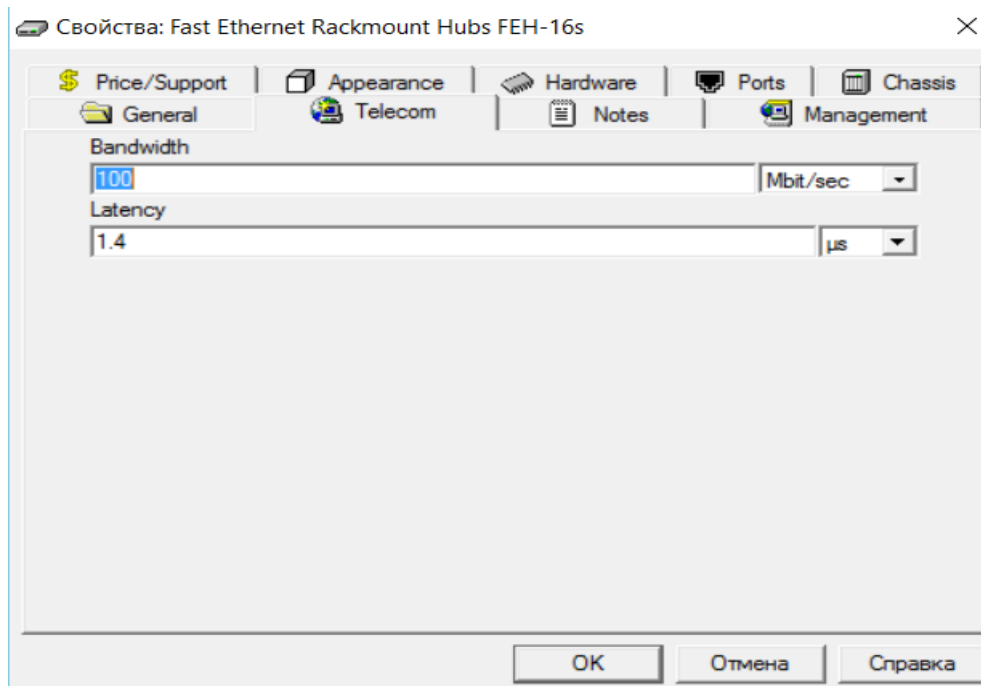 Свойства: Fast Ethernet Rackmount Hubs FEH-16s
Price/Support Appearance Hardware Ports Chassis
General Telecom Notes Management
Bandwidth
100 Mbit/sec
Latency
1.4 µs
OK Отмена Справка